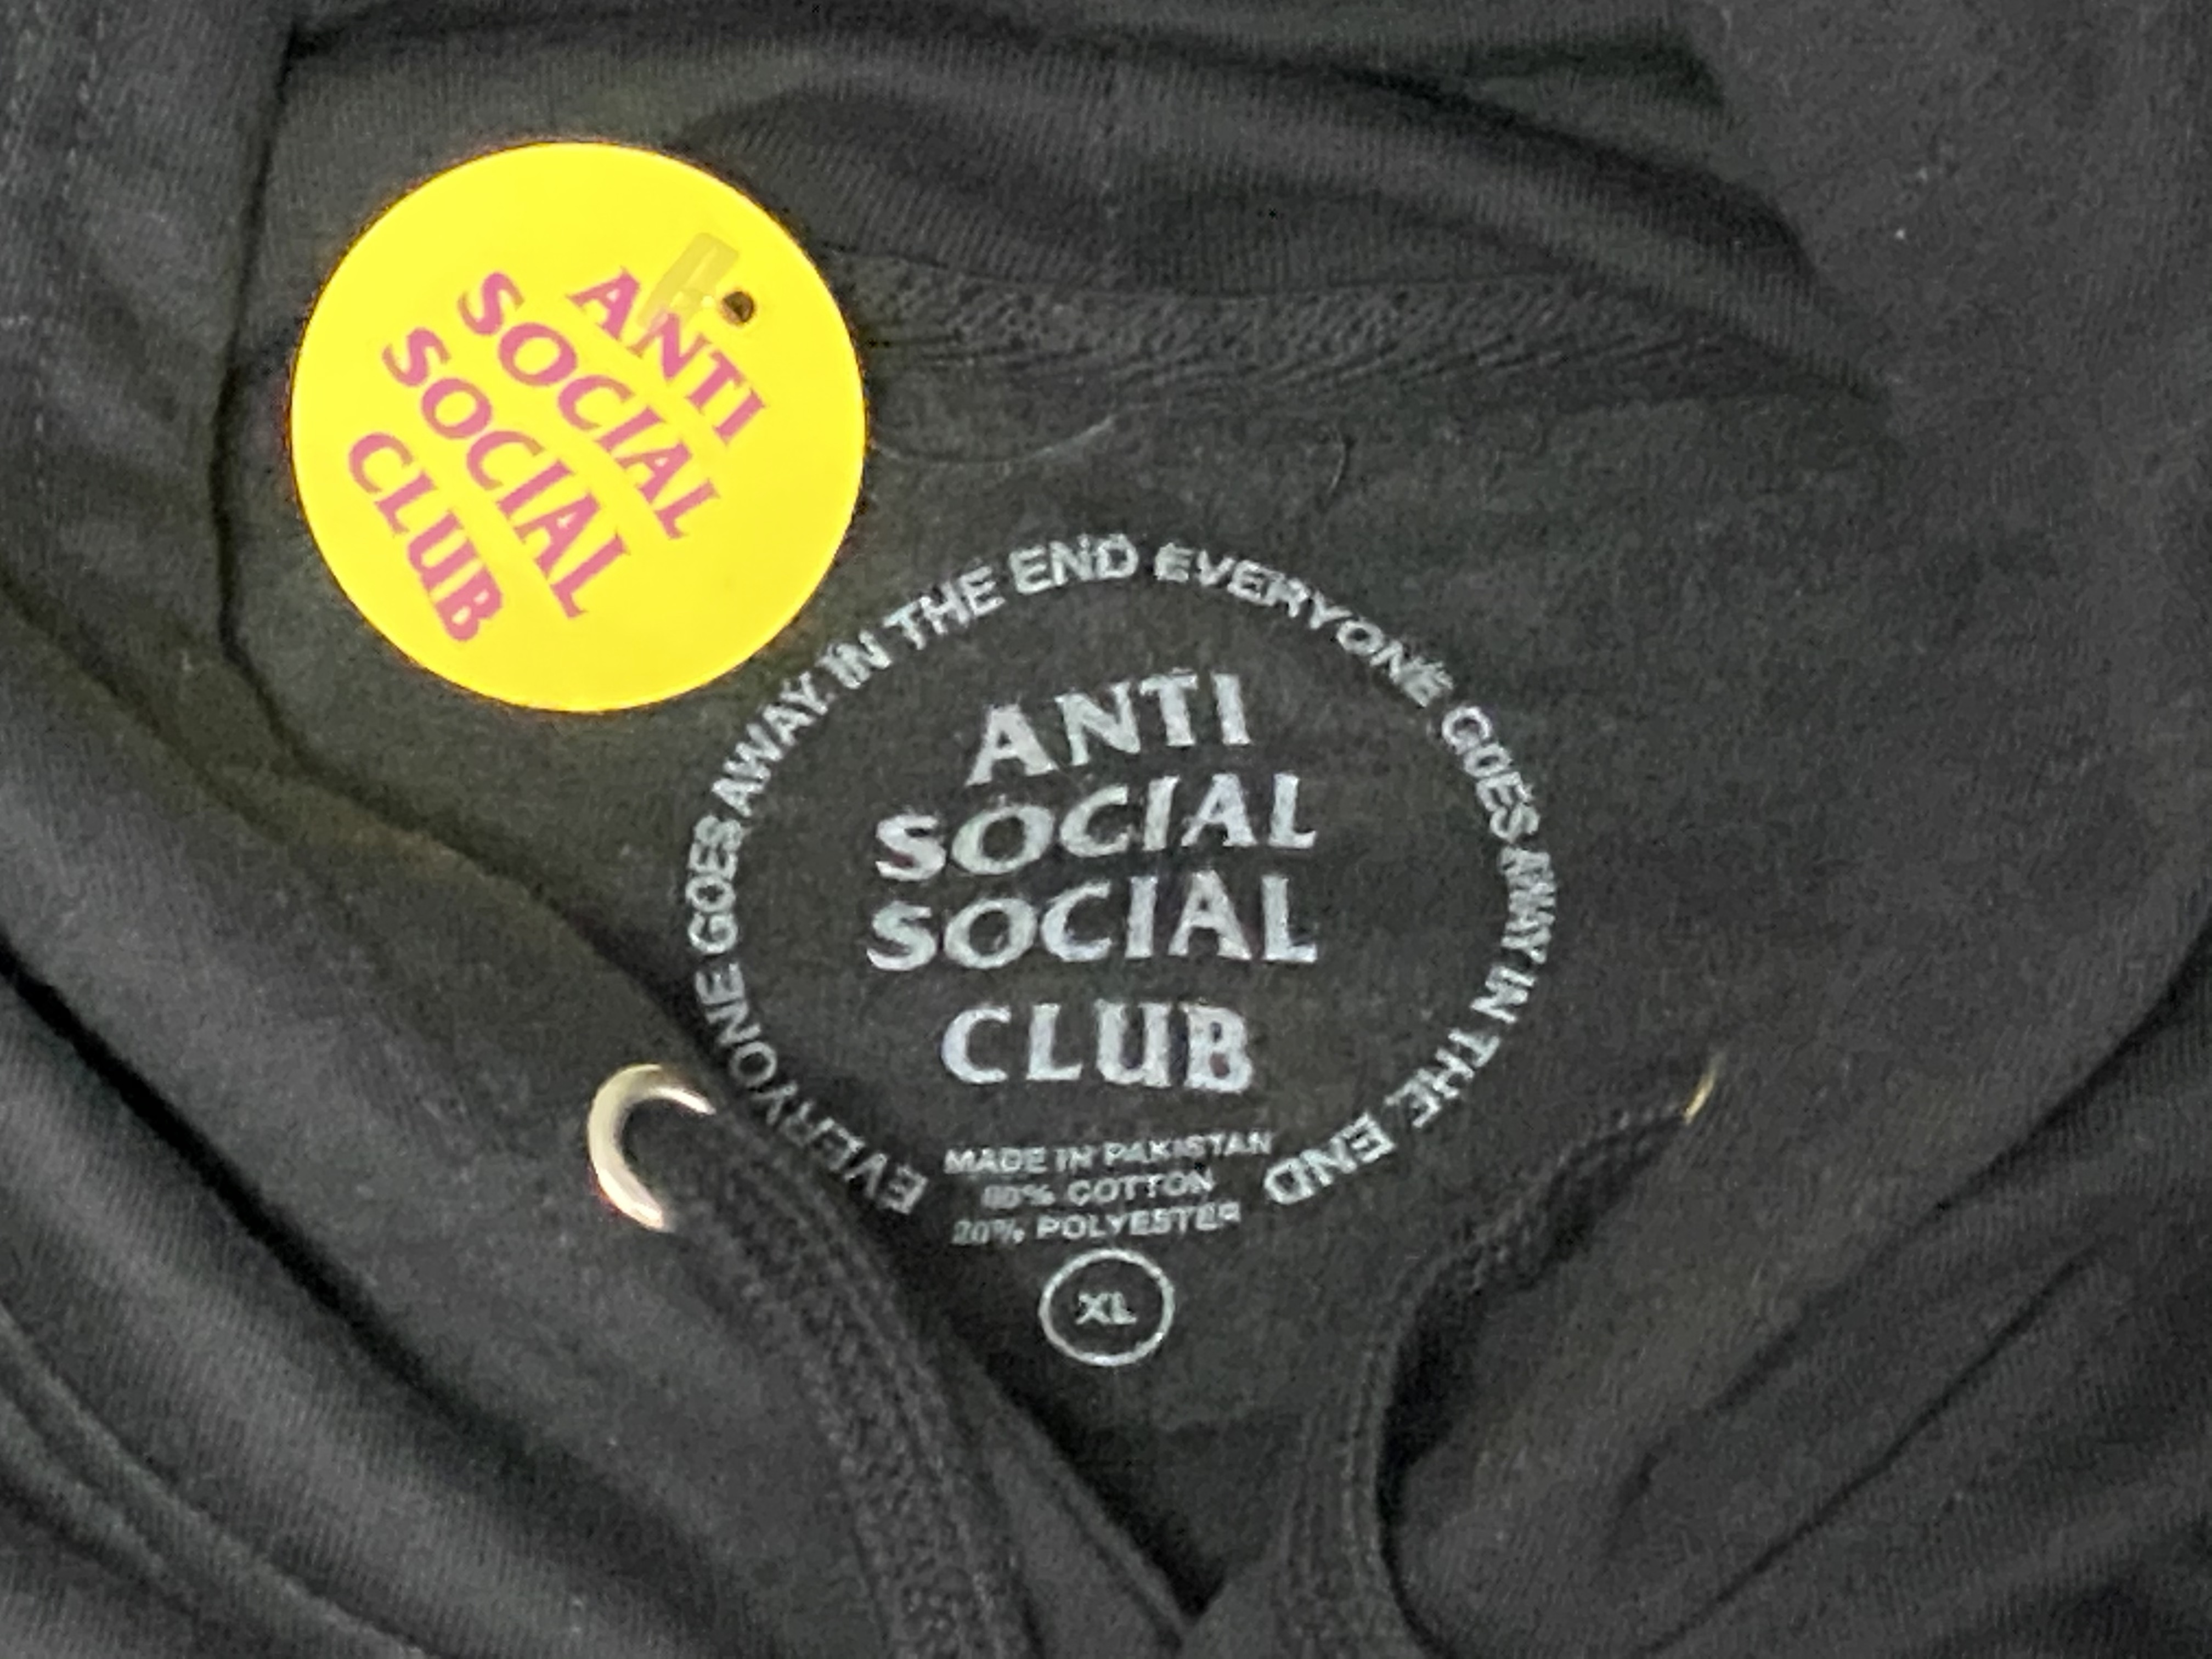 ANTI
SOCIAL
SOCIAL
CLUB
EVERYONE GOES AWAY IN THE END EVERYONE GOES AWAY IN THE END
ANTI
SOCIAL
SOCIAL
CLUB
MADE IN PAKISTAN
80% COTTON
20% POLYESTER
XL